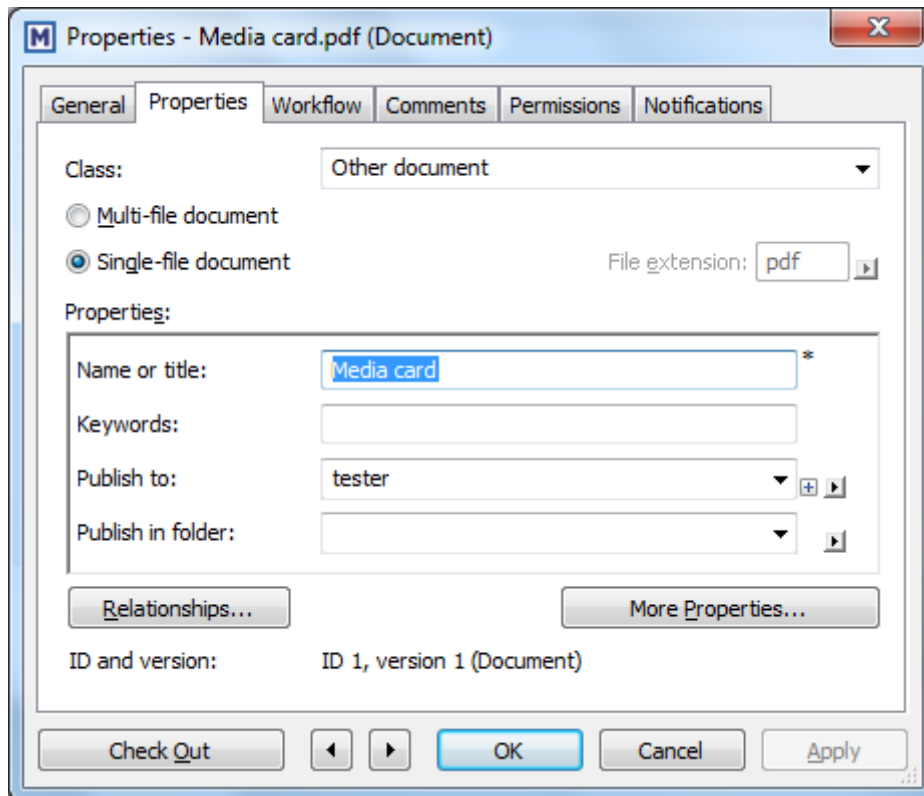 M Properties - Media card.pdf (Document)
General Properties Workflow Comments Permissions Notifications
Class: Other document
Multi-file document
Single-file document File extension: pdf
Properties:
Name or title: Media card *
Keywords:
Publish to: tester
Publish in folder:
Relationships... More Properties...
ID and version: ID 1, version 1 (Document)
Check Out OK Cancel Apply